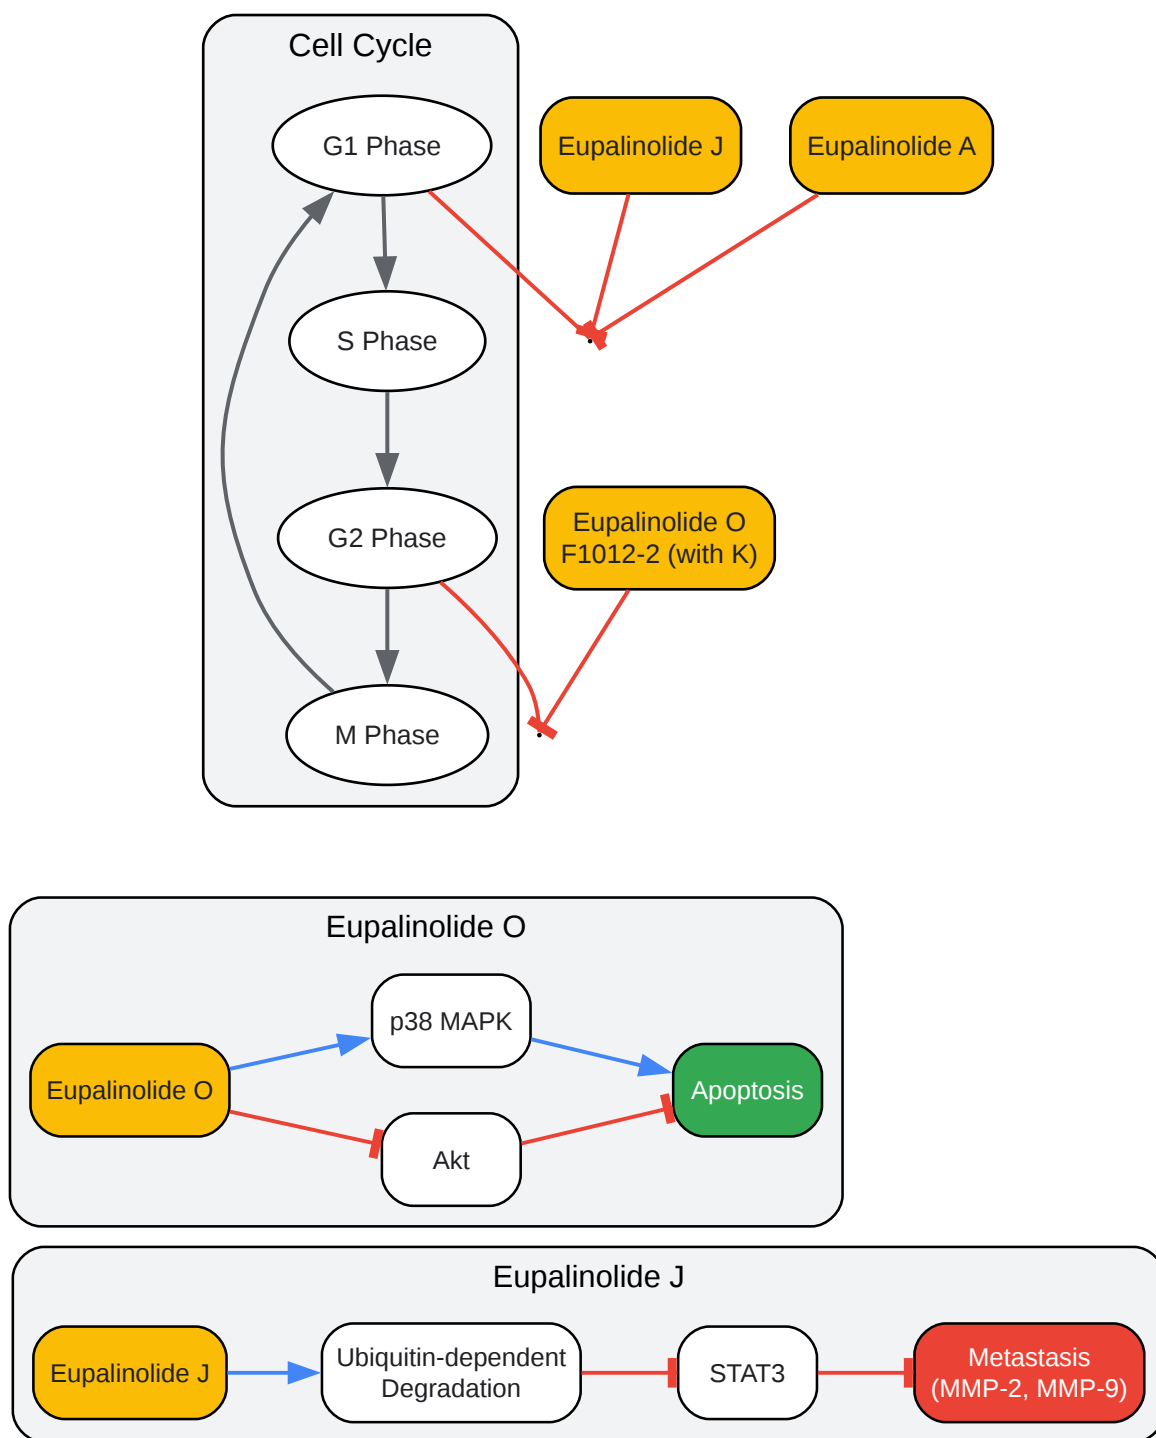 Cell Cycle
G1 Phase
Eupalinolide J
Eupalinolide A
S Phase
G2 Phase
Eupalinolide O
F1012-2 (with K)
M Phase
Eupalinolide O
p38 MAPK
Eupalinolide O
Apoptosis
Akt
Eupalinolide J
Eupalinolide J
Ubiquitin-dependent
Degradation
STAT3
Metastasis
(MMP-2, MMP-9)